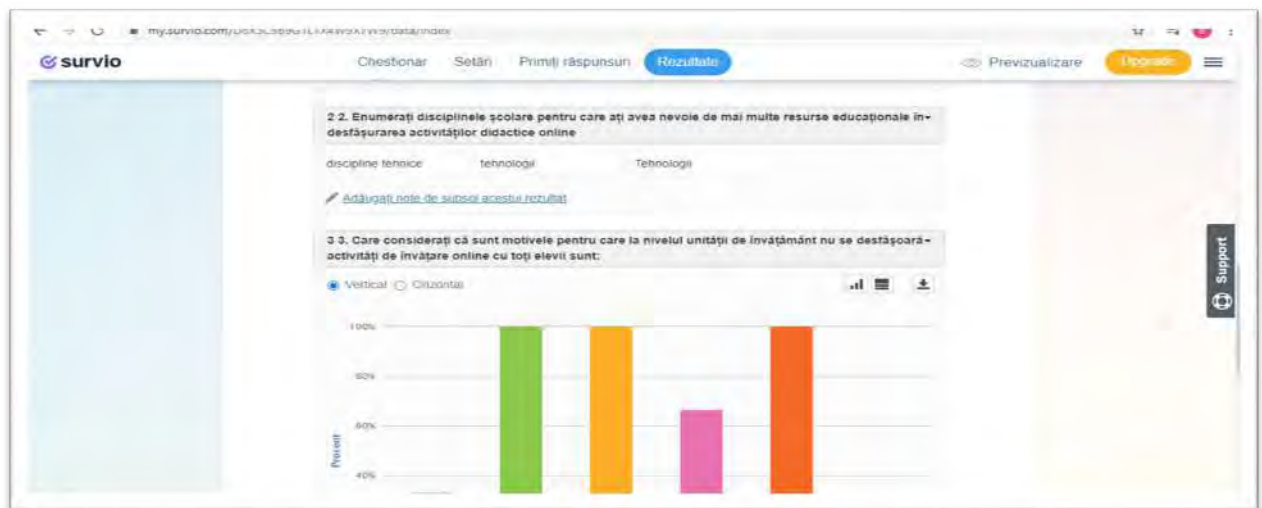 my.survio.com/
survio
Chestionar Setări Primiți răspunsuri Rezultate Previzualizare Upgrade
2 2. Enumerați disciplinele școlare pentru care ați avea nevoie de mai multe resurse educaționale în
desfășurarea activităților didactice online
discipline tehnice tehnologii Tehnologii
Adăugați note de subsol acestui rezultat
3 3. Care considerați că sunt motivele pentru care la nivelul unității de învățământ nu se desfășoară
activități de învățare online cu toți elevii sunt:
Vertical Orizontal
Support
100%
80%
60%
40%
Procent